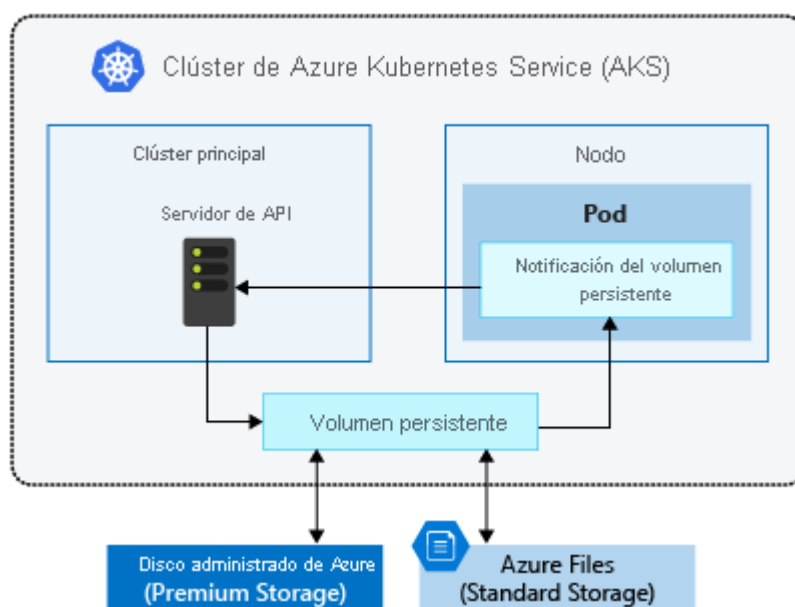 Clúster de Azure Kubernetes Service (AKS)
Clúster principal
Servidor de API
Nodo
Pod
Notificación del volumen
persistente
Volumen persistente
Disco administrado de Azure
(Premium Storage)
Azure Files
(Standard Storage)